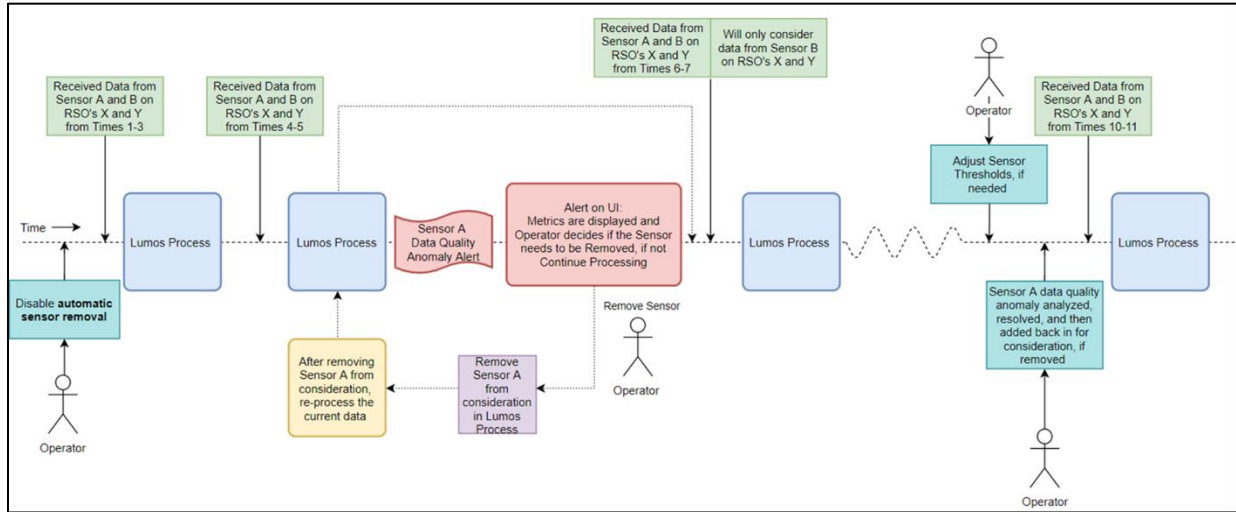 Received Data from
Sensor A and B on
RSO's X and Y
from Times 1-3
Received Data from
Sensor A and B on
RSO's X and Y
from Times 4-5
Received Data from
Sensor A and B on
RSO's X and Y
from Times 6-7
Will only consider
data from Sensor B
on RSO's X and Y
Operator
Received Data from
Sensor A and B on
RSO's X and Y
from Times 10-11
Adjust Sensor
Thresholds, if
needed
Time
Lumos Process
Lumos Process
Sensor A
Data Quality
Anomaly Alert
Alert on UI:
Metrics are displayed and
Operator decides if the Sensor
needs to be Removed, if not
Continue Processing
Lumos Process
Lumos Process
Disable automatic
sensor removal
Operator
After removing
Sensor A from
consideration,
re-process the
current data
Remove Sensor A
from
consideration
in Lumos
Process
Remove Sensor
Operator
Sensor A data quality
anomaly analyzed,
resolved, and then
added back in for
consideration, if
removed
Operator